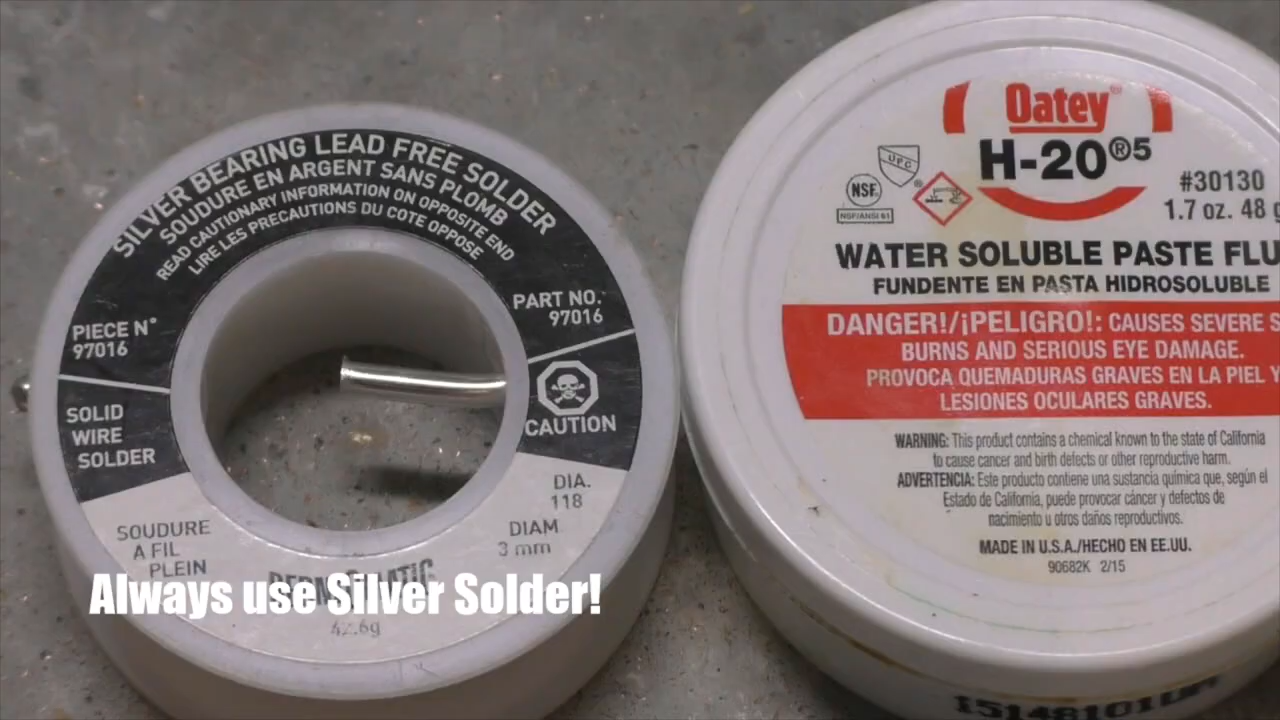 SILVER BEARING LEAD FREE SOLDER
SOUDURE EN ARGENT SANS PLOMB
READ CAUTIONARY INFORMATION ON OPPOSITE END
LIRE LES PRECAUTIONS DU COTE OPPOSE
PIECE N°
97016
PART NO.
97016
SOLID
WIRE
SOLDER
CAUTION
DIA.
118
DIAM
3 mm
SOUDURE
A FIL
PLEIN
42.6g
Always use Silver Solder!
Oatey®
H-20®5
UPC
®
NSF
NSF/ANSI 61
#30130
1.7 oz. 48
WATER SOLUBLE PASTE FLU
FUNDENTE EN PASTA HIDROSOLUBLE
DANGER!/¡PELIGRO!: CAUSES SEVERE S
BURNS AND SERIOUS EYE DAMAGE.
PROVOCA QUEMADURAS GRAVES EN LA PIEL Y
LESIONES OCULARES GRAVES.
WARNING: This product contains a chemical known to the state of California
to cause cancer and birth defects or other reproductive harm.
ADVERTENCIA: Este producto contiene una sustancia química que, según el
Estado de California, puede provocar cáncer y defectos de
nacimiento u otros daños reproductivos.
MADE IN U.S.A./HECHO EN EE.UU.
90682K 2/15